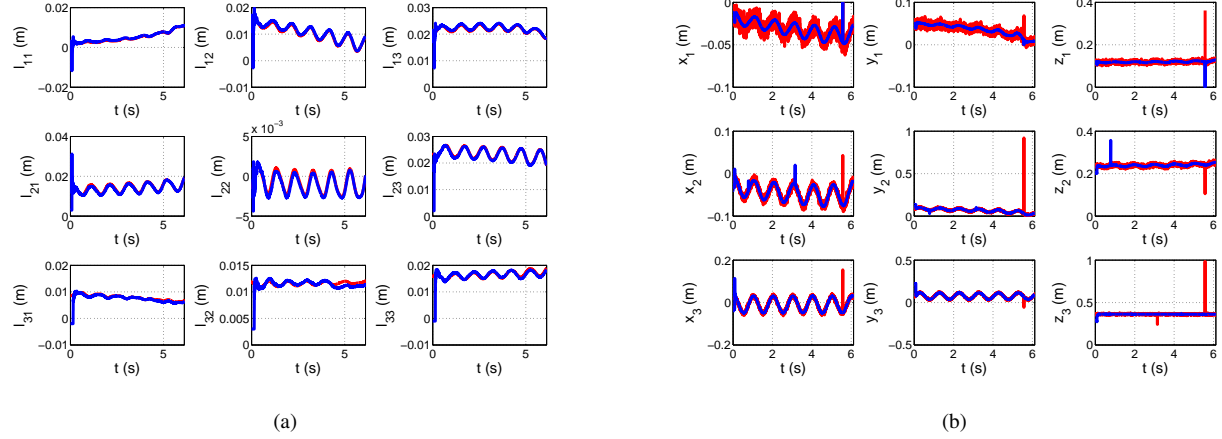 0.02
0
−0.02
0
5
l11 (m)
t (s)
0.02
0.01
0
−0.01
0
5
l12 (m)
t (s)
0.03
0.02
0.01
0
0
5
l13 (m)
t (s)
0.04
0.02
0
0
5
l21 (m)
t (s)
x 10−3
5
0
−5
0
5
l22 (m)
t (s)
0.03
0.02
0.01
0
0
5
l23 (m)
t (s)
0.02
0.01
0
−0.01
0
5
l31 (m)
t (s)
0.015
0.01
0.005
0
0
5
l32 (m)
t (s)
0.02
0.01
0
−0.01
0
5
l33 (m)
t (s)
(a)
0
−0.05
−0.1
0 2 4 6
x1 (m)
t (s)
0.1
0
−0.1
0 2 4 6
y1 (m)
t (s)
0.4
0.2
0
0 2 4 6
z1 (m)
t (s)
0.1
0
−0.1
0 2 4 6
x2 (m)
t (s)
1
0.5
0
0 2 4 6
y2 (m)
t (s)
0.4
0.2
0
0 2 4 6
z2 (m)
t (s)
0.2
0
−0.2
0 2 4 6
x3 (m)
t (s)
0.5
0
−0.5
0 2 4 6
y3 (m)
t (s)
1
0.5
0
0 2 4 6
z3 (m)
t (s)
(b)